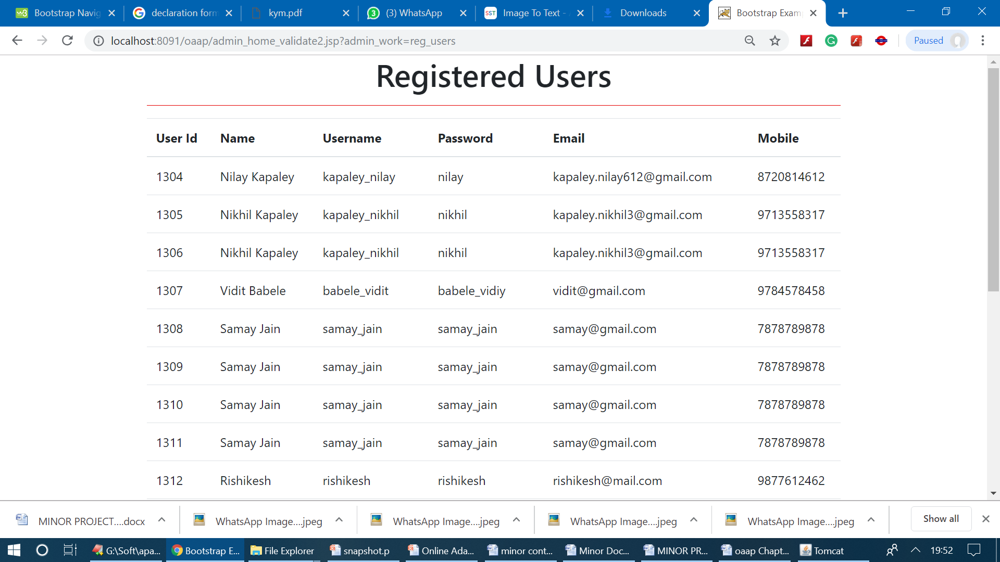 Bootstrap Navig
declaration form
kym.pdf
(3) WhatsApp
Image To Text -
Downloads
Bootstrap Exam
localhost:8091/oaap/admin_home_validate2.jsp?admin_work=reg_users
Paused
Registered Users
User Id Name Username Password Email Mobile
1304 Nilay Kapaley kapaley_nilay nilay kapaley.nilay612@gmail.com 8720814612
1305 Nikhil Kapaley kapaley_nikhil nikhil kapaley.nikhil3@gmail.com 9713558317
1306 Nikhil Kapaley kapaley_nikhil nikhil kapaley.nikhil3@gmail.com 9713558317
1307 Vidit Babele babele_vidit babele_vidiy vidit@gmail.com 9784578458
1308 Samay Jain samay_jain samay_jain samay@gmail.com 7878789878
1309 Samay Jain samay_jain samay_jain samay@gmail.com 7878789878
1310 Samay Jain samay_jain samay_jain samay@gmail.com 7878789878
1311 Samay Jain samay_jain samay_jain samay@gmail.com 7878789878
1312 Rishikesh rishikesh rishikesh rishikesh@mail.com 9877612462
MINOR PROJECT....docx
WhatsApp Image....jpeg
WhatsApp Image....jpeg
WhatsApp Image....jpeg
WhatsApp Image....jpeg
Show all
G:\Soft\apa...
Bootstrap E...
File Explorer
snapshot.p
Online Ada...
minor cont...
Minor Doc...
MINOR PR...
oaap Chapt...
Tomcat
19:52